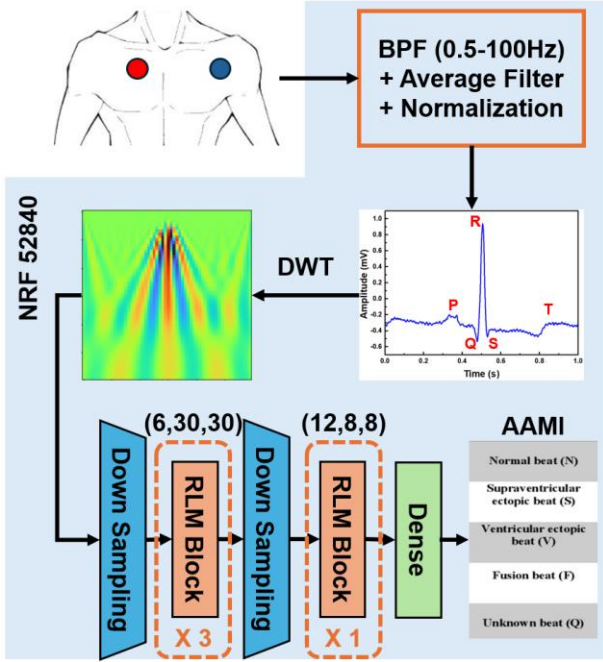 BPF (0.5-100Hz)
+ Average Filter
+ Normalization
NRF 52840
DWT
Amplitude (mV)
1.0
0.8
0.6
0.4
0.2
0.0
-0.2
-0.4
-0.6
R
P
Q
S
T
0.0 0.2 0.4 0.6 0.8 1.0
Time (s)
(6,30,30)
(12,8,8)
AAMI
Down Sampling
RLM Block
X 3
Down Sampling
RLM Block
X 1
Dense
Normal beat (N)
Supraventricular
ectopic beat (S)
Ventricular ectopic
beat (V)
Fusion beat (F)
Unknown beat (Q)